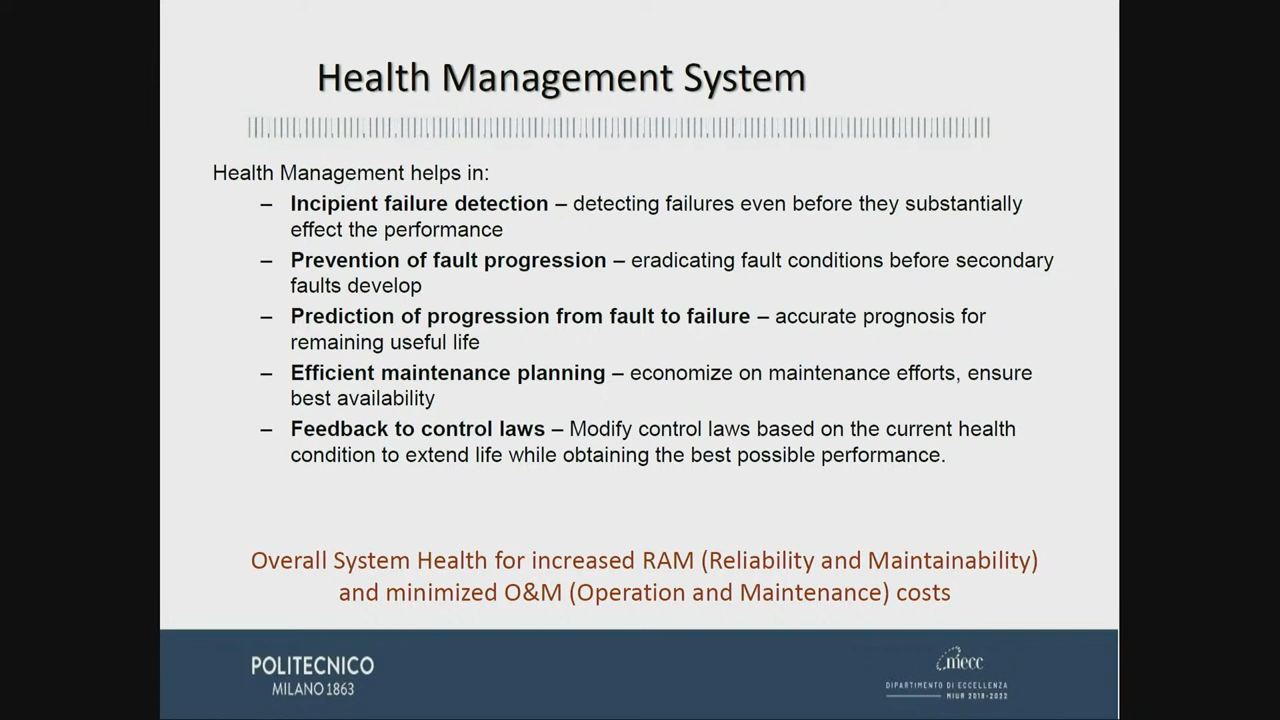 Health Management System
Health Management helps in:
– Incipient failure detection – detecting failures even before they substantially
effect the performance
– Prevention of fault progression – eradicating fault conditions before secondary
faults develop
– Prediction of progression from fault to failure – accurate prognosis for
remaining useful life
– Efficient maintenance planning – economize on maintenance efforts, ensure
best availability
– Feedback to control laws – Modify control laws based on the current health
condition to extend life while obtaining the best possible performance.
Overall System Health for increased RAM (Reliability and Maintainability)
and minimized O&M (Operation and Maintenance) costs
POLITECNICO
MILANO 1863
mecc
DIPARTIMENTO DI ECCELLENZA
MIUR 2018-2022